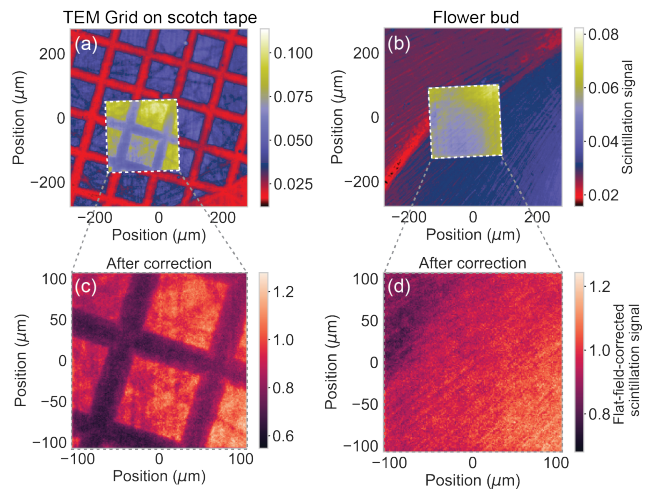 TEM Grid on scotch tape
Flower bud
(a)
(b)
Position (μm)
200
0
−200
−200
0
200
Position (μm)
0.100
0.075
0.050
0.025
Position (μm)
200
0
−200
−200
0
200
Position (μm)
0.08
0.06
0.04
0.02
Scintillation signal
After correction
After correction
(c)
(d)
Position (μm)
100
50
0
−50
−100
−100
0
100
Position (μm)
1.2
1.0
0.8
0.6
Position (μm)
100
50
0
−50
−100
−100
0
100
Position (μm)
1.2
1.0
0.8
Flat-field-corrected
scintillation signal